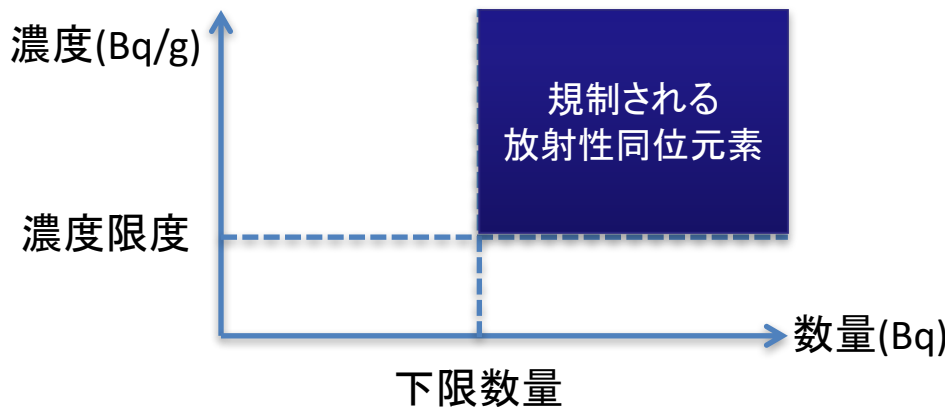 濃度(Bq/g)
規制される
放射性同位元素
濃度限度
数量(Bq)
下限数量